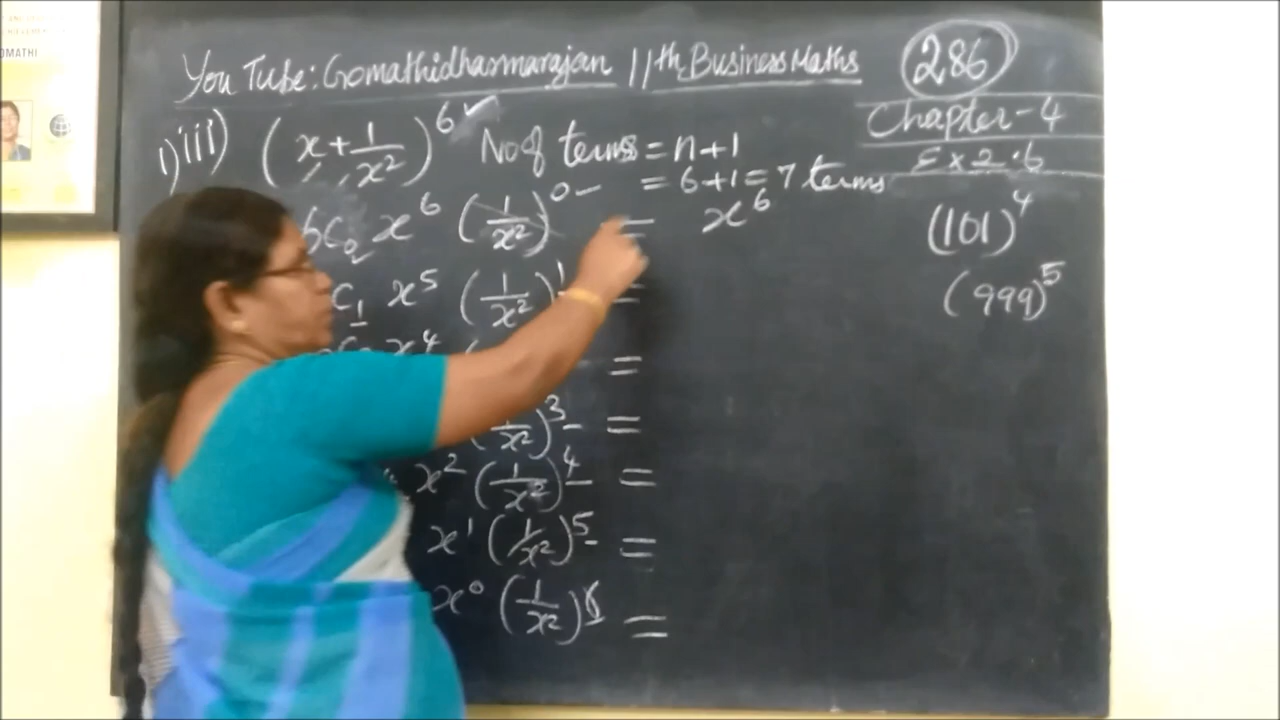 OMATHI
You Tube: Gomathidharmarajan 11th Business Maths
286
Chapter - 4
Ex 2.6
1) iii) (x + 1/x²)⁶ ✓ No of terms = n+1
= 6+1 = 7 terms
6C₀ x⁶ (1/x²)⁰ = x⁶
C₁ x⁵ (1/x²)¹ =
x⁴ =
(1/x²)³ =
x² (1/x²)⁴ =
x¹ (1/x²)⁵ =
x⁰ (1/x²)⁶ =
(101)⁴
(999)⁵